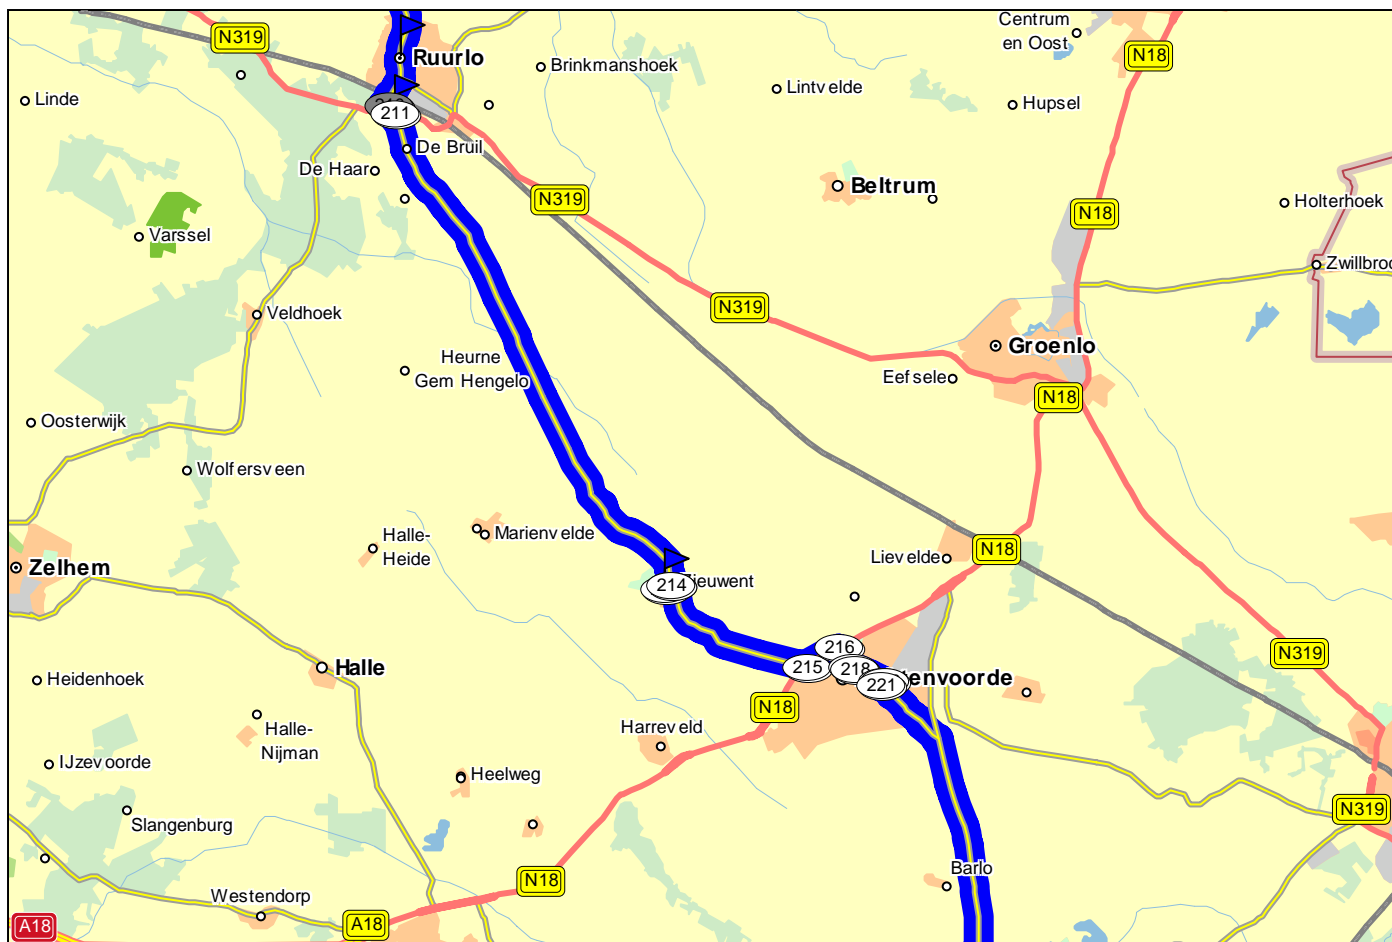 Centrum
en Oost
N319
N18
Ruurlo
Brinkmanshoek
Lintvelde
Linde
Hupsel
211
De Bruil
De Haar
N319
Beltrum
N18
Holterhoek
Varssel
Zwillbroc
Veldhoek
N319
Groenlo
Heurne
Gem Hengelo
Eefsele
N18
Oosterwijk
Wolfersveen
Marienvelde
Halle-
Heide
N18
Lievelde
Zelhem
214
Zieuwent
216
215
218
221
tenvoorde
N319
Halle
Heidenhoek
N18
Halle-
Nijman
Harreveld
IJzevoorde
Heelweg
N319
Slangenburg
Barlo
N18
Westendorp
A18
A18